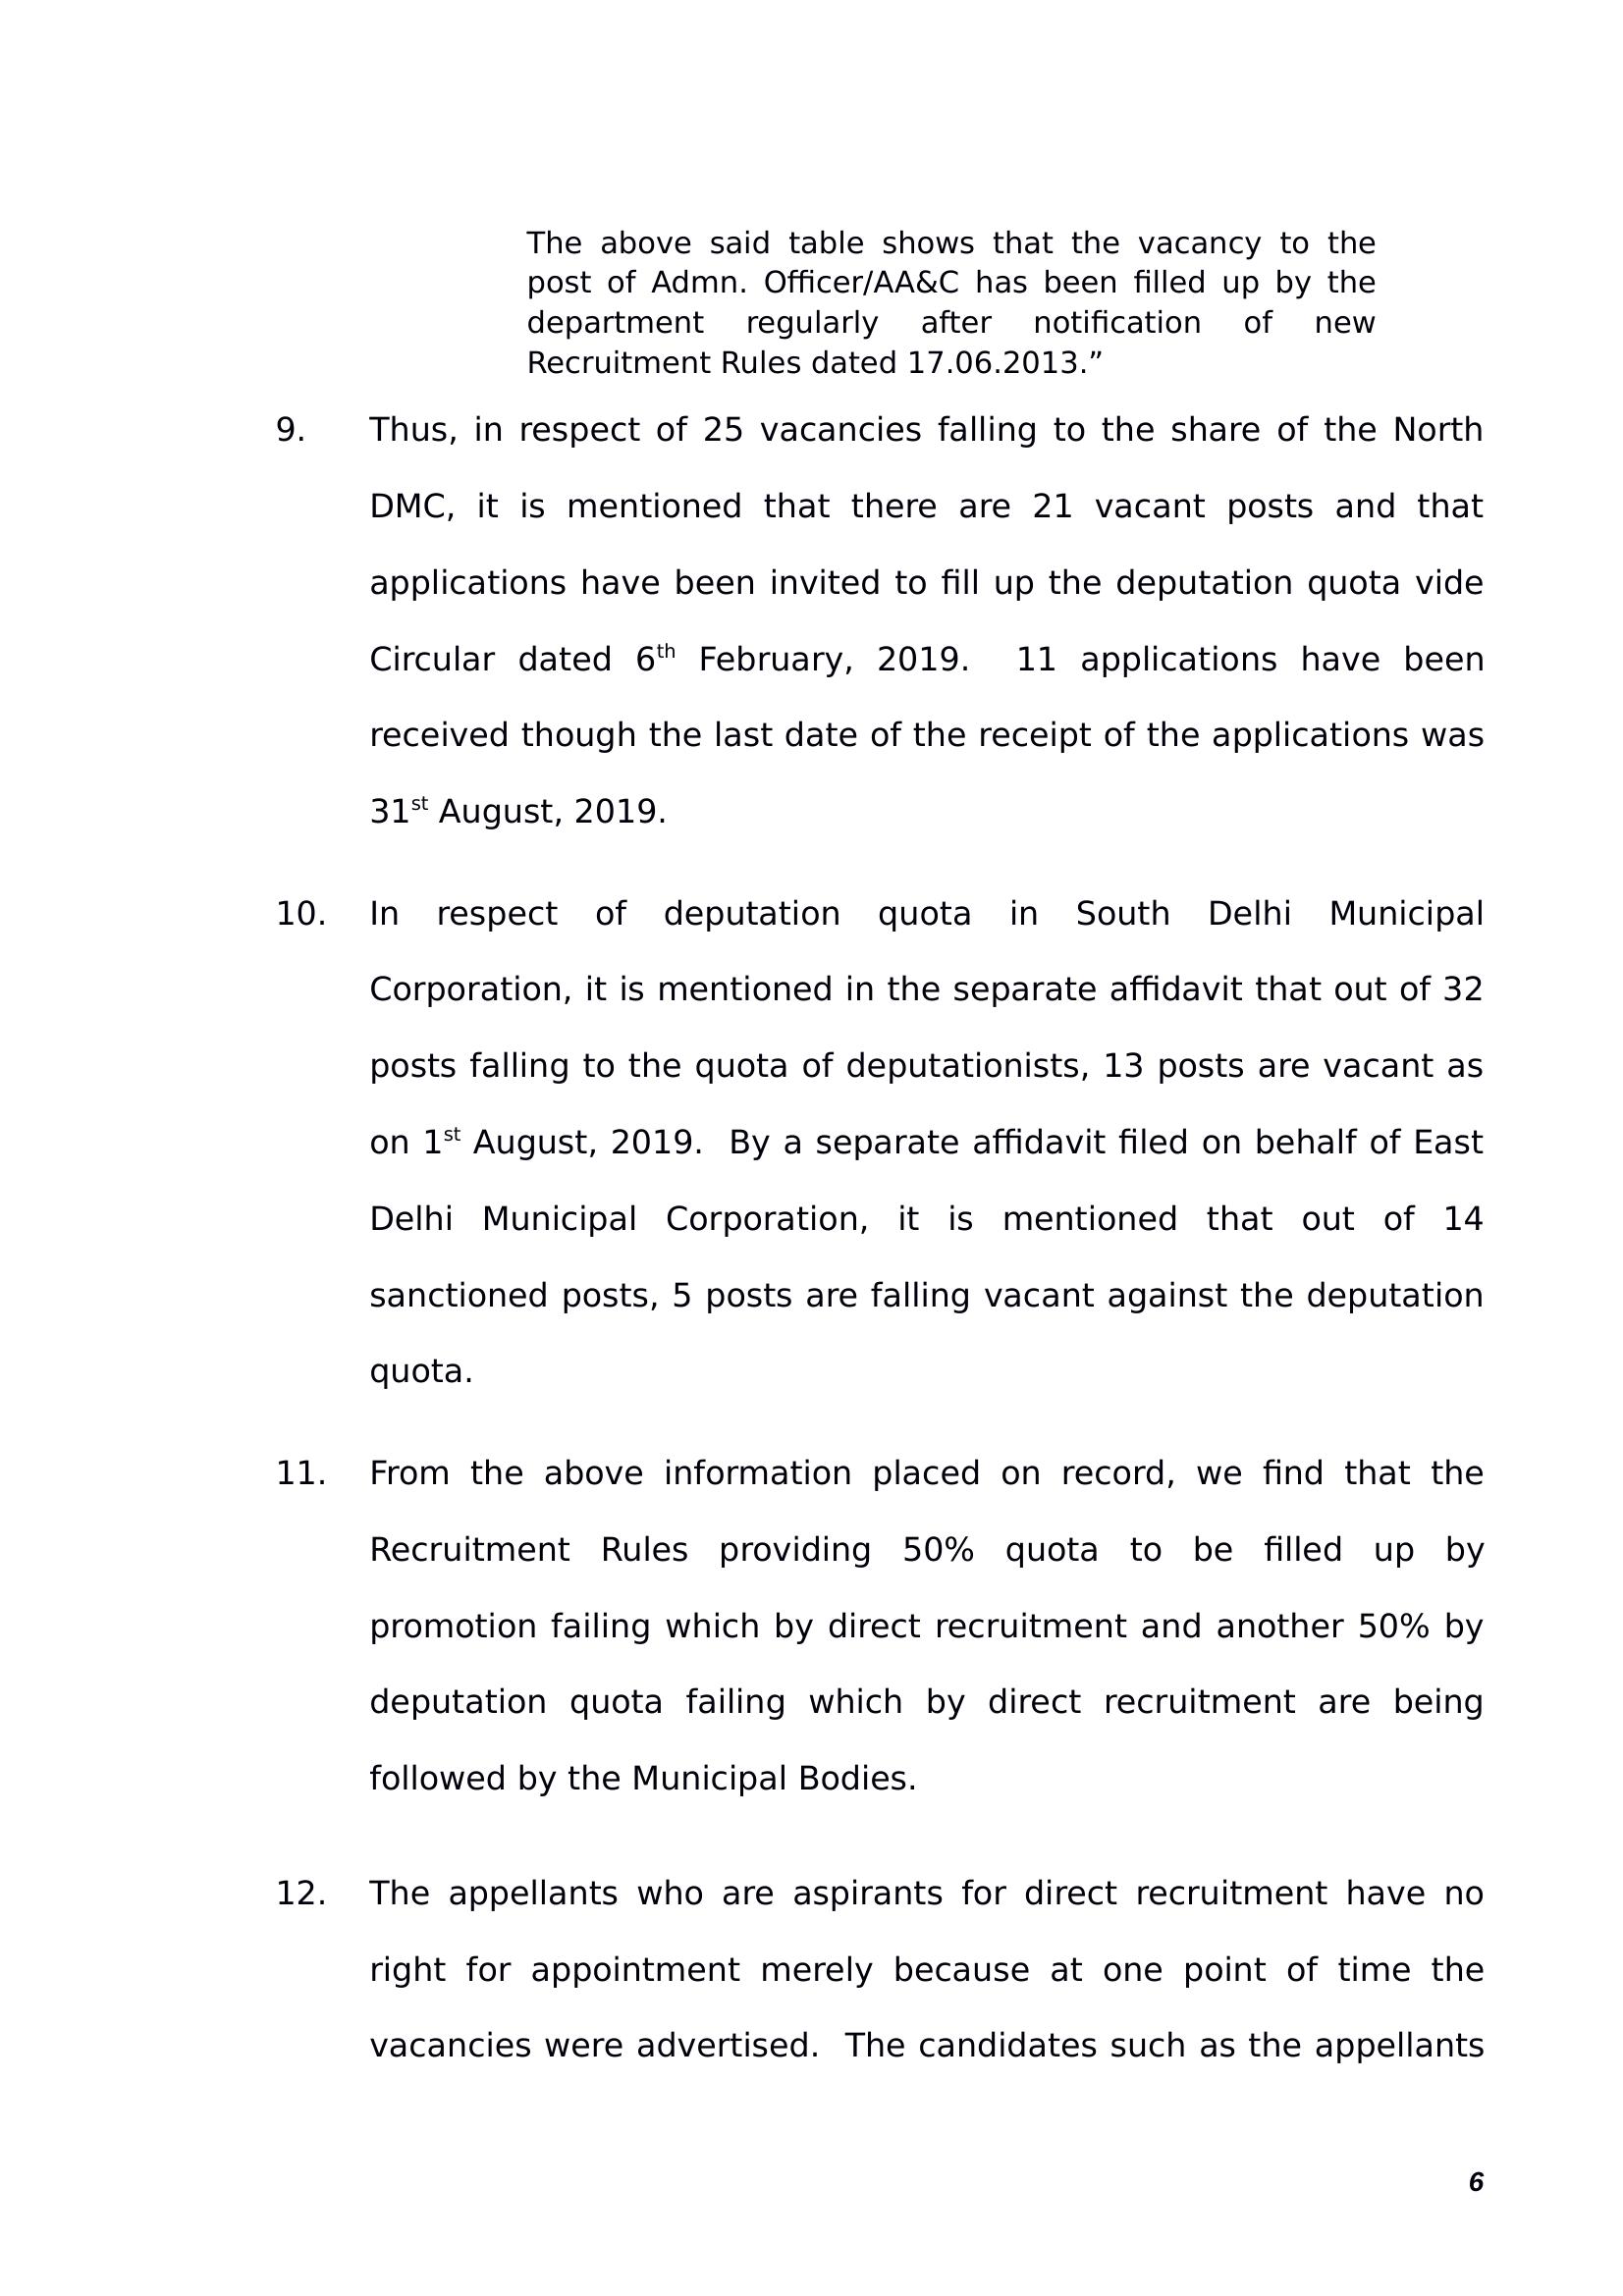 The above said table shows that the vacancy to the
post of Admn. Officer/AA&C has been filled up by the
department regularly after notification of new
Recruitment Rules dated 17.06.2013.”
9. Thus, in respect of 25 vacancies falling to the share of the North
DMC, it is mentioned that there are 21 vacant posts and that
applications have been invited to fill up the deputation quota vide
Circular dated 6th February, 2019. 11 applications have been
received though the last date of the receipt of the applications was
31st August, 2019.
10. In respect of deputation quota in South Delhi Municipal
Corporation, it is mentioned in the separate affidavit that out of 32
posts falling to the quota of deputationists, 13 posts are vacant as
on 1st August, 2019. By a separate affidavit filed on behalf of East
Delhi Municipal Corporation, it is mentioned that out of 14
sanctioned posts, 5 posts are falling vacant against the deputation
quota.
11. From the above information placed on record, we find that the
Recruitment Rules providing 50% quota to be filled up by
promotion failing which by direct recruitment and another 50% by
deputation quota failing which by direct recruitment are being
followed by the Municipal Bodies.
12. The appellants who are aspirants for direct recruitment have no
right for appointment merely because at one point of time the
vacancies were advertised. The candidates such as the appellants
6